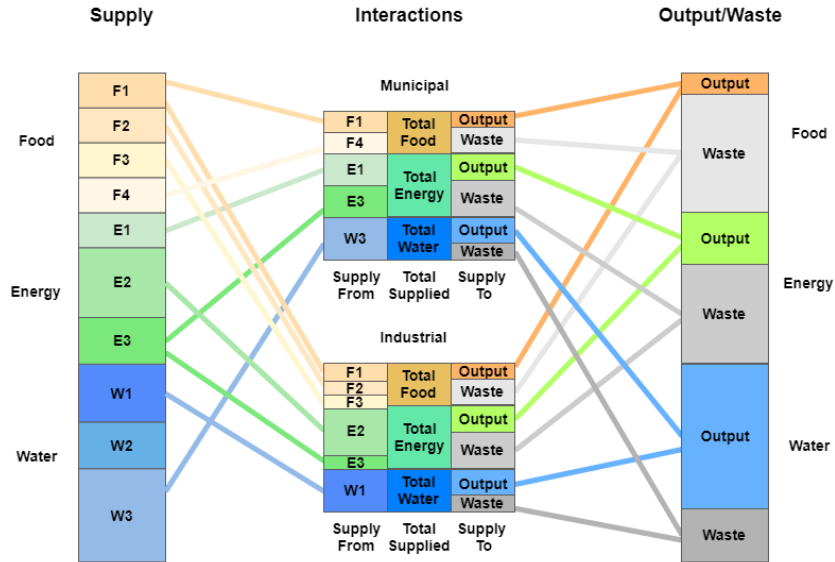 Supply
Interactions
Output/Waste
Food
Energy
Water
F1
F2
F3
F4
E1
E2
E3
W1
W2
W3
Municipal
F1
F4
E1
E3
W3
Total
Food
Total
Energy
Total
Water
Output
Waste
Output
Waste
Output
Waste
Supply
From
Total
Supplied
Supply
To
Industrial
F1
F2
F3
E2
E3
W1
Total
Food
Total
Energy
Total
Water
Output
Waste
Output
Waste
Output
Waste
Supply
From
Total
Supplied
Supply
To
Output
Waste
Output
Waste
Output
Waste
Food
Energy
Water